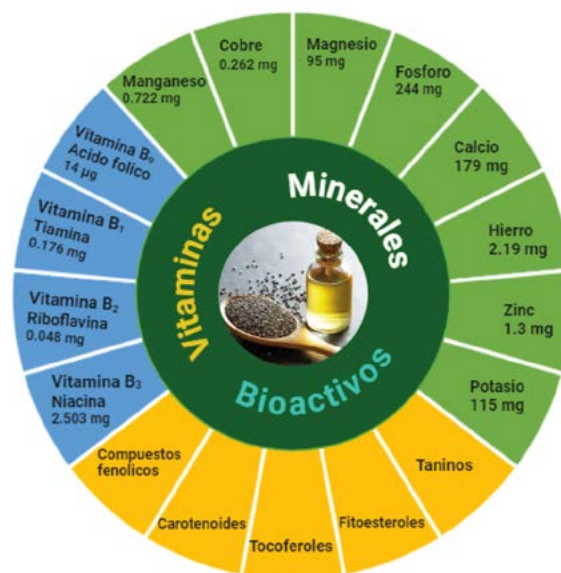 Manganeso
0.722 mg
Cobre
0.262 mg
Magnesio
95 mg
Fosforo
244 mg
Calcio
179 mg
Hierro
2.19 mg
Zinc
1.3 mg
Potasio
115 mg
Taninos
Fitoesteroles
Tocoferoles
Carotenoides
Compuestos
fenolicos
Vitamina B₃
Niacina
2.503 mg
Vitamina B₂
Riboflavina
0.048 mg
Vitamina B₁
Tiamina
0.176 mg
Vitamina B₉
Acido folico
14 µg
Vitaminas
Minerales
Bioactivos